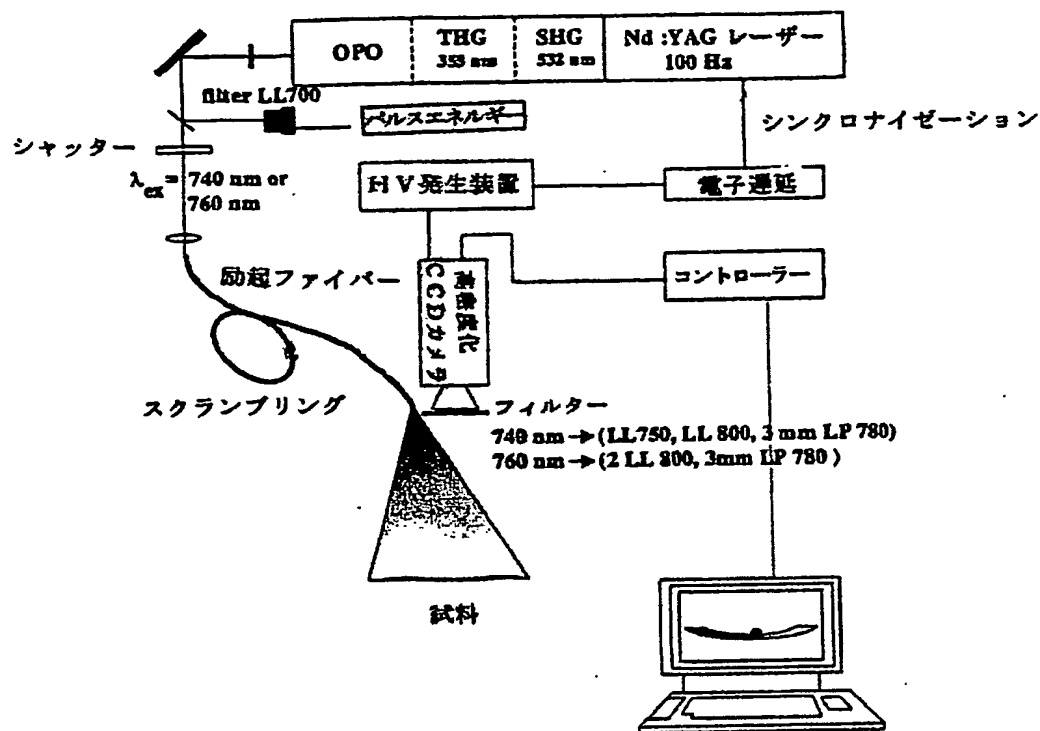 OPO
THG
353 nm
SHG
532 nm
Nd :YAG レーザー
100 Hz
filter LL700
パルスエネルギー
シンクロナイゼーション
シャッター
λex = 740 nm or
760 nm
HV発生装置
電子遅延
励起ファイバー
高密度化
CCDカメラ
コントローラー
スクランブリング
フィルター
740 nm→(LL750, LL 800, 3 mm LP 780)
760 nm→(2 LL 800, 3mm LP 780 )
試料